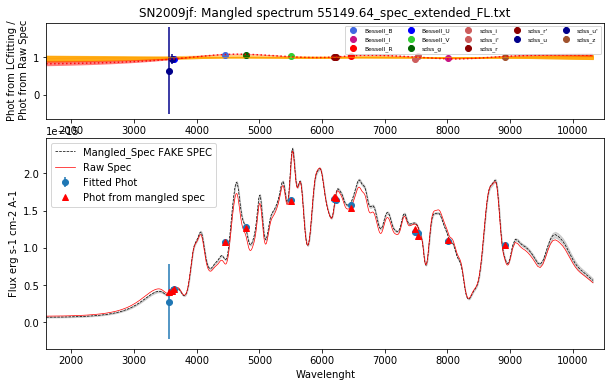 SN2009jf: Mangled spectrum 55149.64_spec_extended_FL.txt
Phot from LCfitting /
Phot from Raw Spec
1
0
Bessell_B
Bessell_I
Bessell_R
Bessell_U
Bessell_V
sdss_g
sdss_i
sdss_i'
sdss_r
sdss_r'
sdss_u
sdss_u'
sdss_z
2000 3000 4000 5000 6000 7000 8000 9000 10000
Mangled_Spec FAKE SPEC
Raw Spec
Fitted Phot
Phot from mangled spec
Flux erg s-1 cm-2 A-1
2.0
1.5
1.0
0.5
0.0
2000 3000 4000 5000 6000 7000 8000 9000 10000
Wavelenght